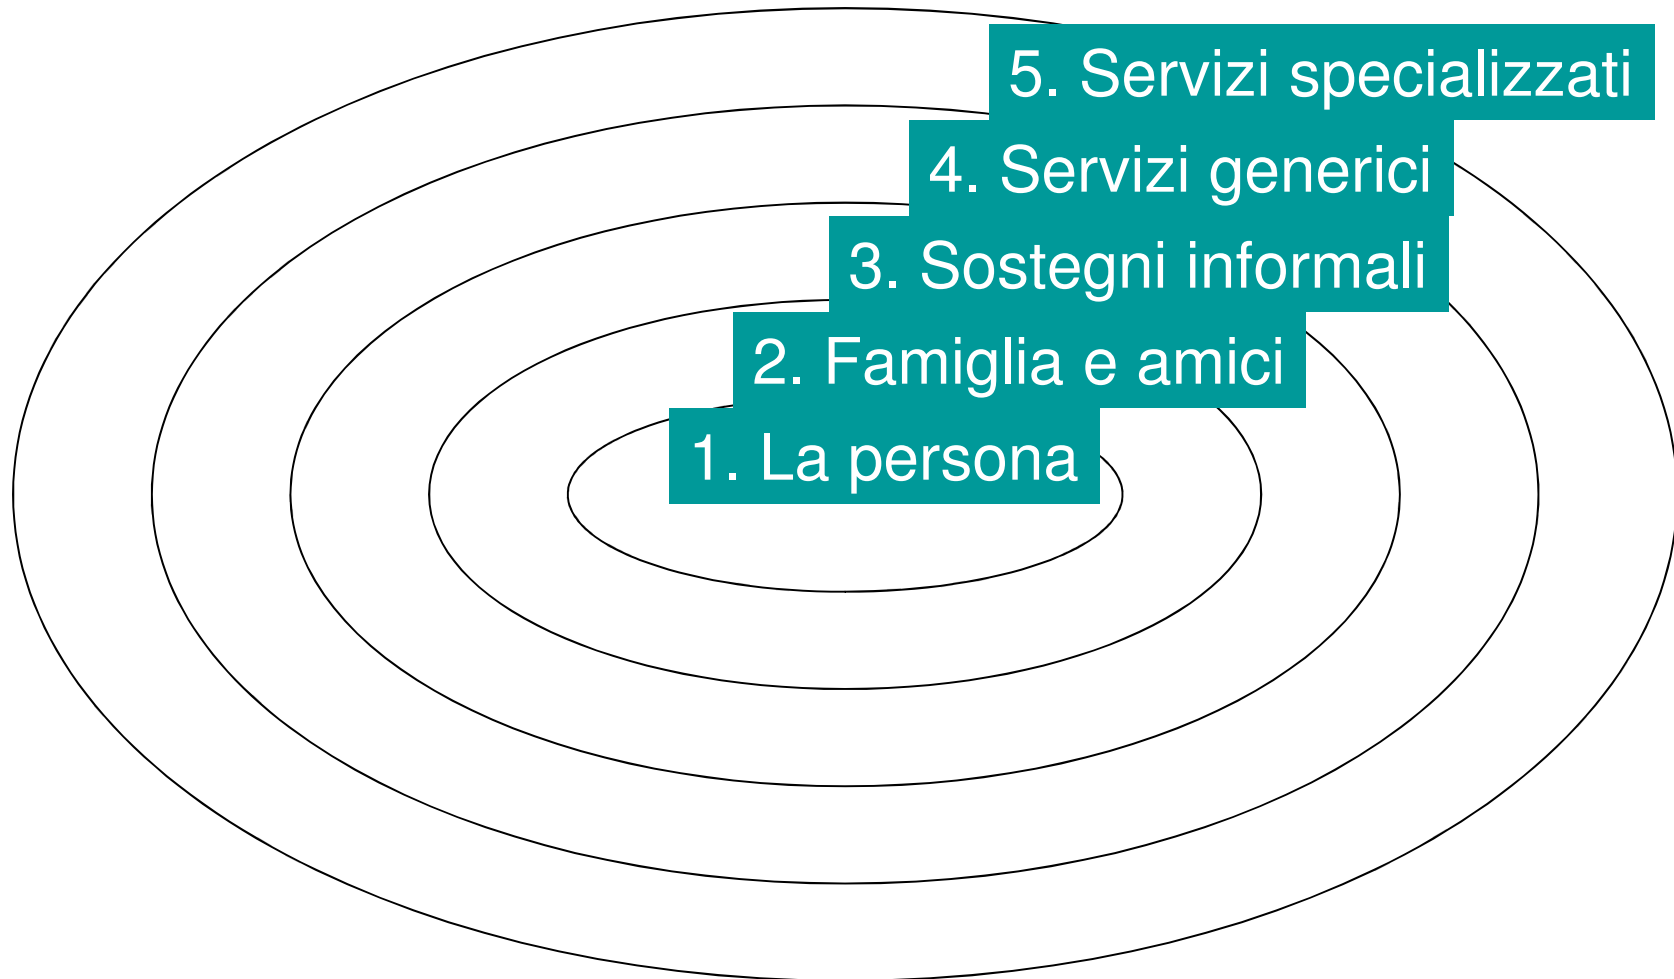 5. Servizi specializzati
4. Servizi generici
3. Sostegni informali
2. Famiglia e amici
1. La persona